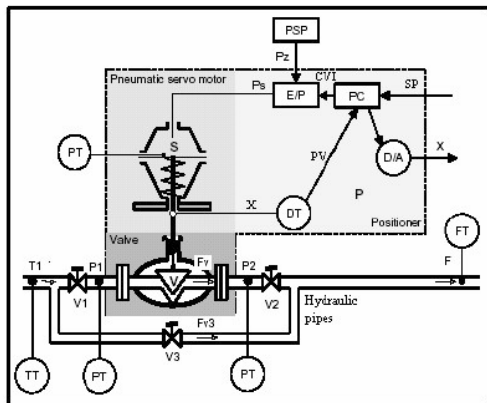 PSP
Pz
Pneumatic servo motor
Ps
CVI
SP
E/P
PC
S
PT
PV
D/A
X
X
DT
P
Positioner
FT
Valve
T1
P1
Fv
P2
F
V
V1
V2
Hydraulic
pipes
Fv3
V3
TT
PT
PT